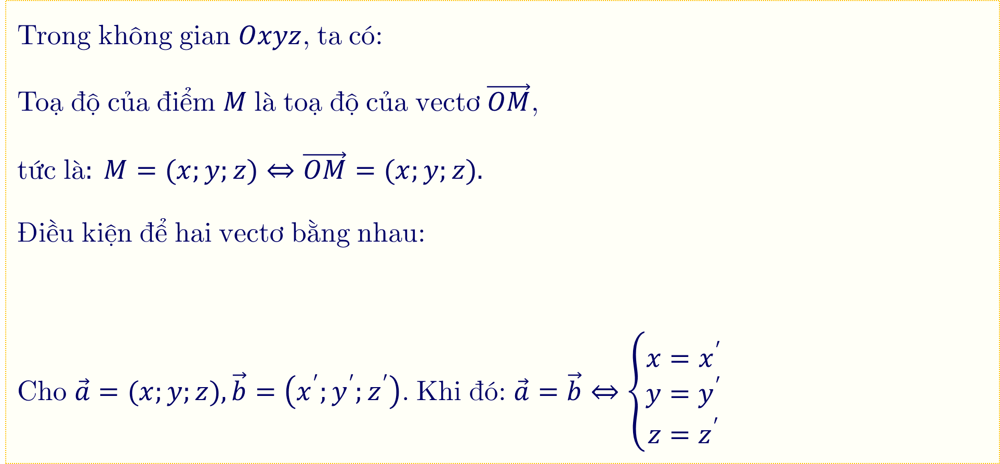 Trong không gian $Oxyz$, ta có:
Toạ độ của điểm $M$ là toạ độ của vectơ $\overrightarrow{OM}$,
tức là: $M = (x; y; z) \Leftrightarrow \overrightarrow{OM} = (x; y; z)$.
Điều kiện để hai vectơ bằng nhau:
Cho $\vec{a} = (x; y; z), \vec{b} = (x'; y'; z')$. Khi đó: $\vec{a} = \vec{b} \Leftrightarrow \begin{cases} x = x' \\ y = y' \\ z = z' \end{cases}$